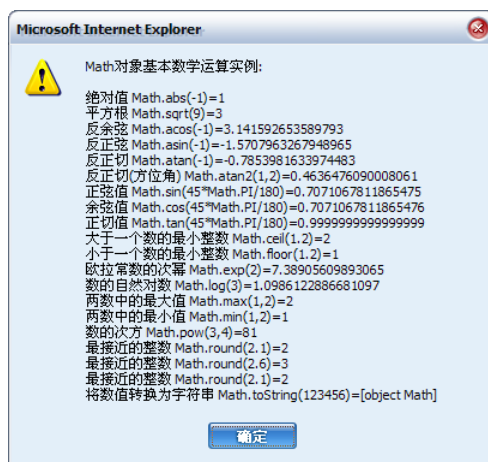 Microsoft Internet Explorer
Math对象基本数学运算实例:
绝对值 Math.abs(-1)=1
平方根 Math.sqrt(9)=3
反余弦 Math.acos(-1)=3.141592653589793
反正弦 Math.asin(-1)=-1.5707963267948965
反正切 Math.atan(-1)=-0.7853981633974483
反正切(方位角) Math.atan2(1,2)=0.4636476090008061
正弦值 Math.sin(45*Math.PI/180)=0.7071067811865475
余弦值 Math.cos(45*Math.PI/180)=0.7071067811865476
正切值 Math.tan(45*Math.PI/180)=0.9999999999999999
大于一个数的最小整数 Math.ceil(1.2)=2
小于一个数的最小整数 Math.floor(1.2)=1
欧拉常数的次幂 Math.exp(2)=7.38905609893065
数的自然对数 Math.log(3)=1.0986122886681097
两数中的最大值 Math.max(1,2)=2
两数中的最小值 Math.min(1,2)=1
数的次方 Math.pow(3,4)=81
最接近的整数 Math.round(2.1)=2
最接近的整数 Math.round(2.6)=3
最接近的整数 Math.round(2.1)=2
将数值转换为字符串 Math.toString(123456)=[object Math]
确定